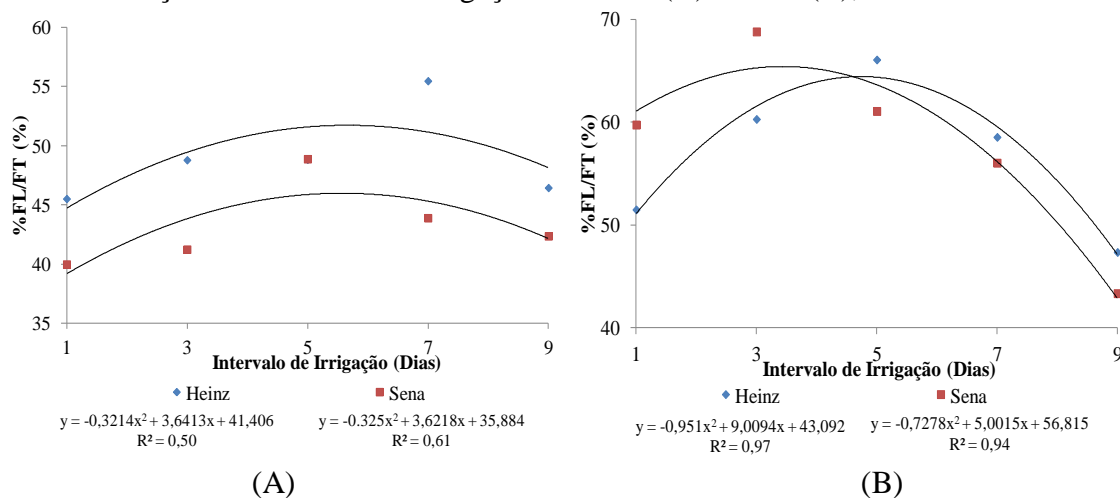 60
55
50
45
40
35
%FL/FT (%)
1 3 5 7 9
Intervalo de Irrigação (Dias)
Heinz Sena
y = -0,3214x² + 3,6413x + 41,406
R² = 0,50
y = -0.325x² + 3,6218x + 35,884
R² = 0,61
(A)
70
60
50
40
%FL/FT (%)
1 3 5 7 9
Intervalo de Irrigação (Dias)
Heinz Sena
y = -0,951x² + 9,0094x + 43,092
R² = 0,97
y = -0,7278x² + 5,0015x + 56,815
R² = 0,94
(B)